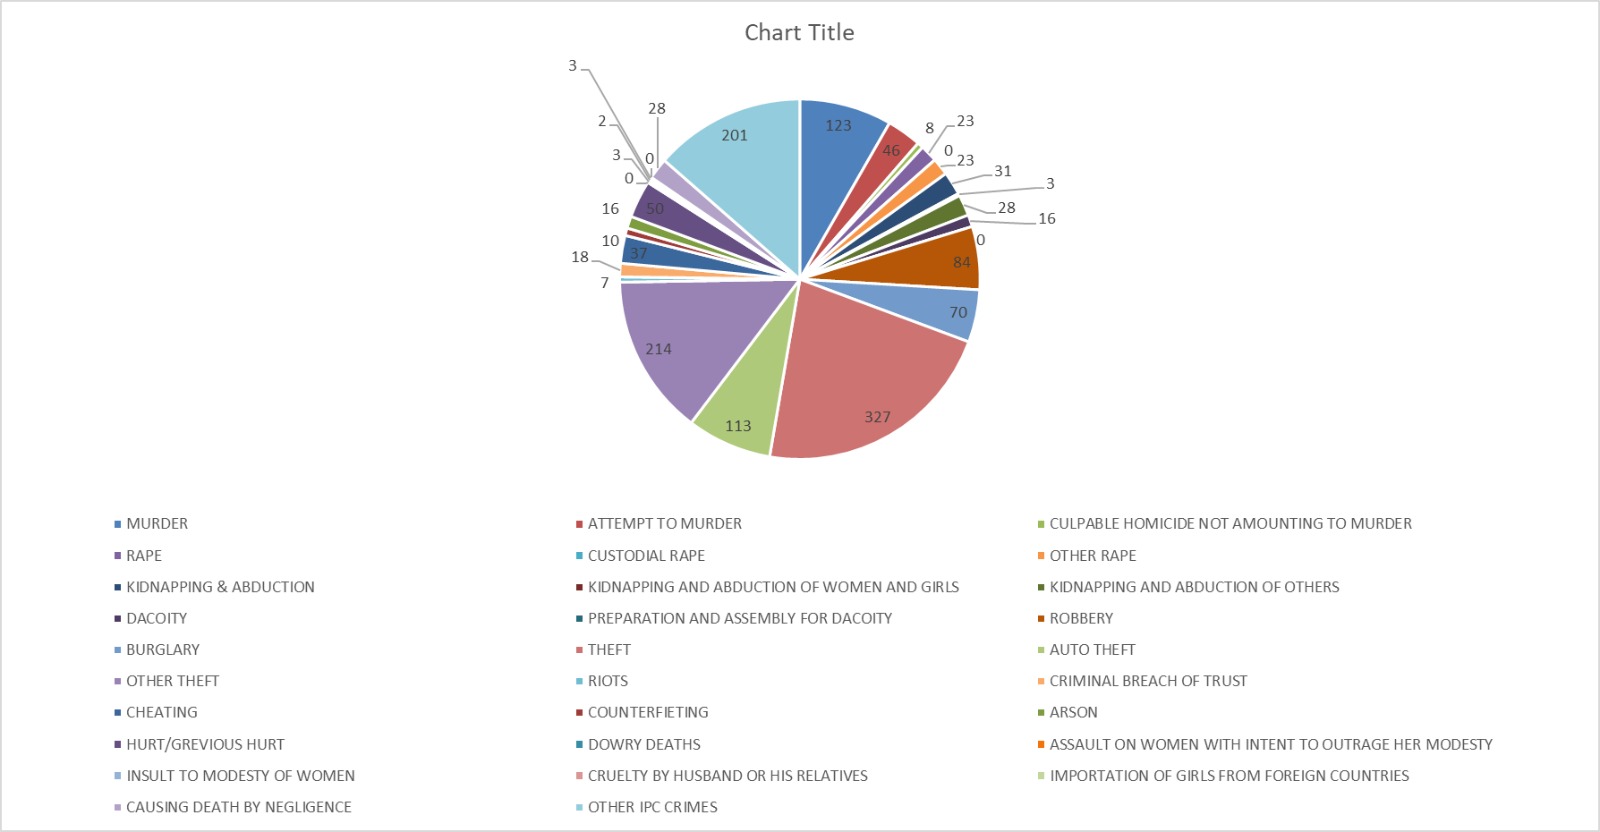 Chart Title
123
46
8
23
0
23
31
3
28
16
0
84
70
327
113
214
7
18
37
10
16
50
0
3
2
3
0
28
201
MURDER
ATTEMPT TO MURDER
CULPABLE HOMICIDE NOT AMOUNTING TO MURDER
RAPE
CUSTODIAL RAPE
OTHER RAPE
KIDNAPPING & ABDUCTION
KIDNAPPING AND ABDUCTION OF WOMEN AND GIRLS
KIDNAPPING AND ABDUCTION OF OTHERS
DACOITY
PREPARATION AND ASSEMBLY FOR DACOITY
ROBBERY
BURGLARY
THEFT
AUTO THEFT
OTHER THEFT
RIOTS
CRIMINAL BREACH OF TRUST
CHEATING
COUNTERFIETING
ARSON
HURT/GREVIOUS HURT
DOWRY DEATHS
ASSAULT ON WOMEN WITH INTENT TO OUTRAGE HER MODESTY
INSULT TO MODESTY OF WOMEN
CRUELTY BY HUSBAND OR HIS RELATIVES
IMPORTATION OF GIRLS FROM FOREIGN COUNTRIES
CAUSING DEATH BY NEGLIGENCE
OTHER IPC CRIMES